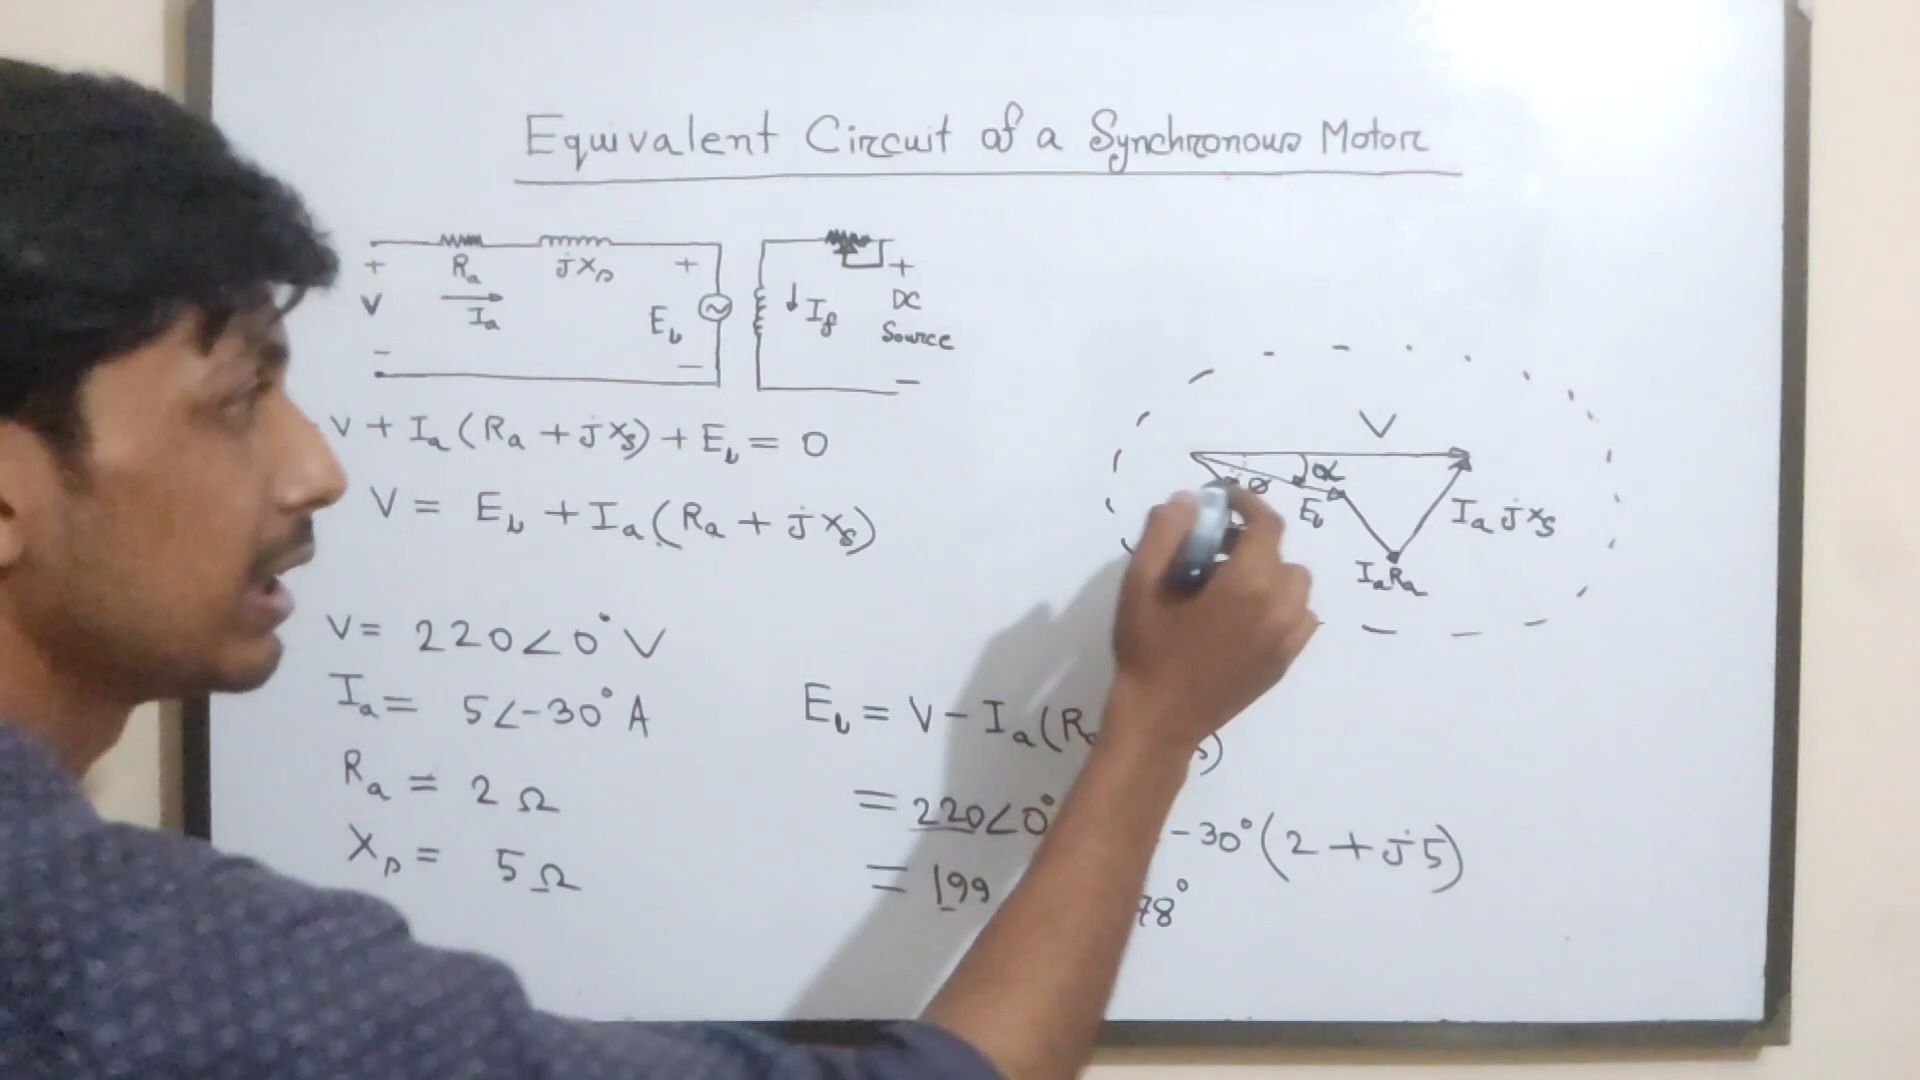 Equivalent Circuit of a Synchronous Motor
+ Ra jXs + +
V Ia Eb If DC Source
- - -
V + Ia (Ra + jXs) + Eb = 0
V = Eb + Ia (Ra + jXs)
V
α
ø Eb Ia jXs
IaRa
V = 220∠0° V
Ia = 5∠-30° A
Ra = 2 Ω
Xs = 5 Ω
Eb = V - Ia (R )
= 220∠0° -30° (2 + j5)
= 199 78°